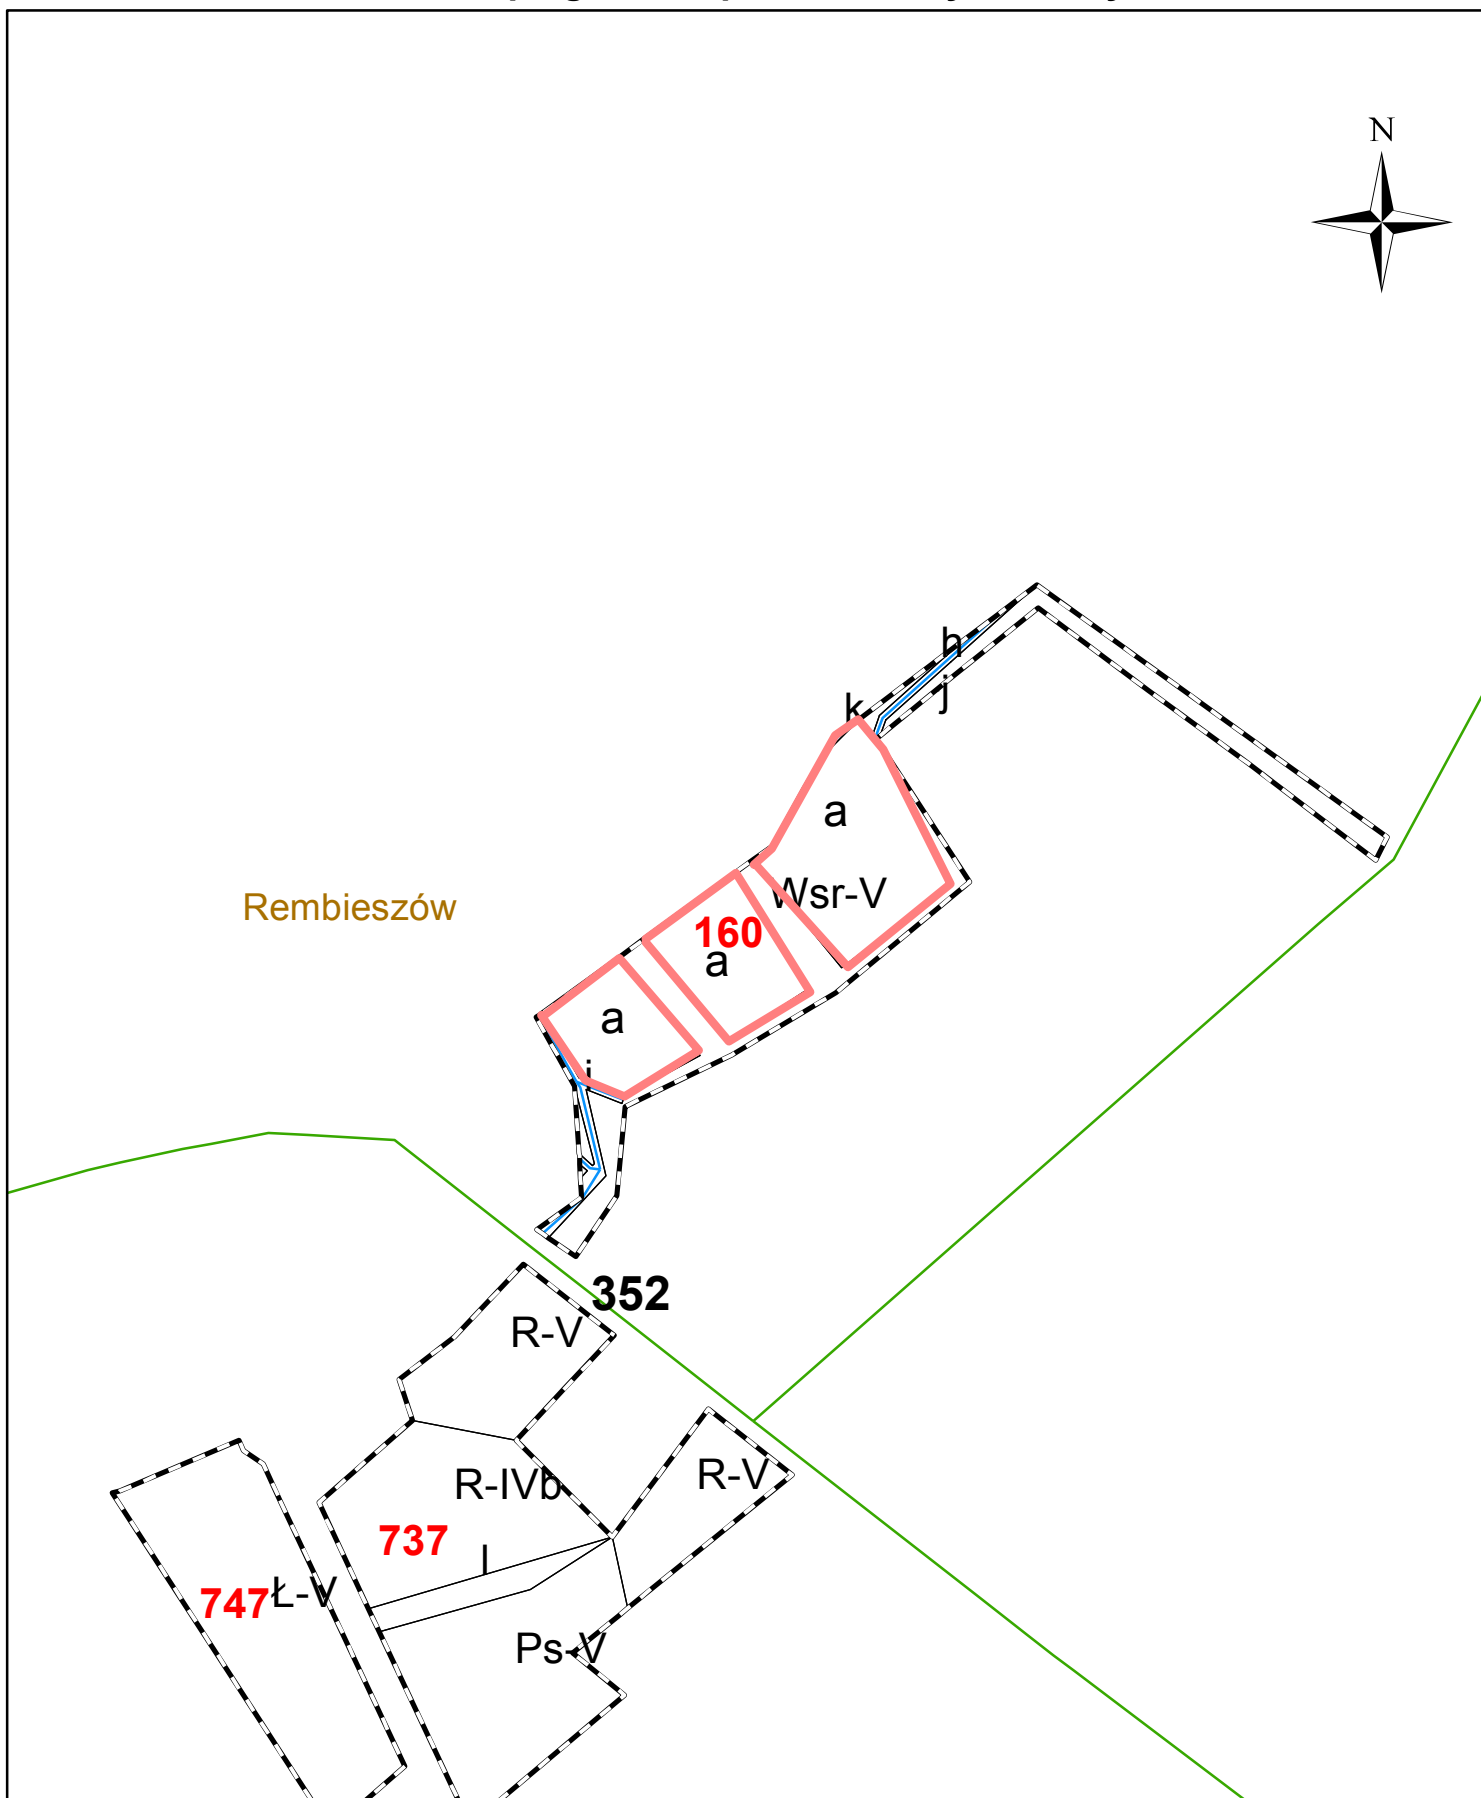 N
h
j
k
a
Wsr-V
Rembieszów
160
a
a
i
352
R-V
R-V
R-IVb
737
l
Ł-V
747
Ps-V